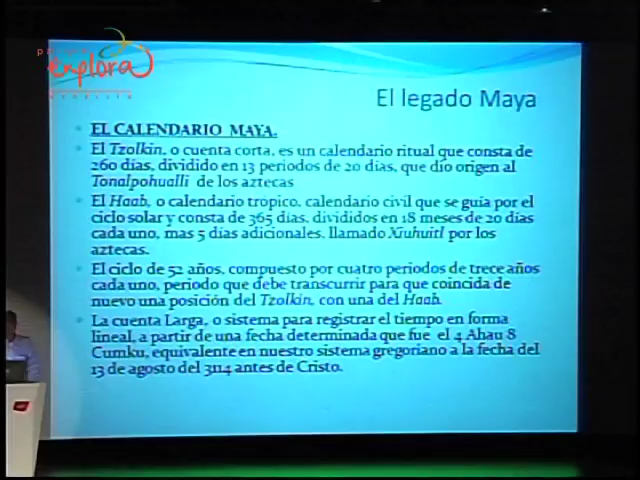 parque
explora
El legado Maya
EL CALENDARIO MAYA.
El Tzolkin, o cuenta corta, es un calendario ritual que consta de
260 días, dividido en 13 periodos de 20 días, que dio origen al
Tonalpohualli de los aztecas
El Haab, o calendario tropico, calendario civil que se guia por el
ciclo solar y consta de 365 días, divididos en 18 meses de 20 días
cada uno, mas 5 días adicionales, llamado Xiuhuitl por los
aztecas.
El ciclo de 52 años, compuesto por cuatro periodos de trece años
cada uno, periodo que debe transcurrir para que coincida de
nuevo una posición del Tzolkin, con una del Haab.
La cuenta Larga, o sistema para registrar el tiempo en forma
lineal, a partir de una fecha determinada que fue el 4 Ahau 8
Cumku, equivalente en nuestro sistema gregoriano a la fecha del
13 de agosto del 3114 antes de Cristo.